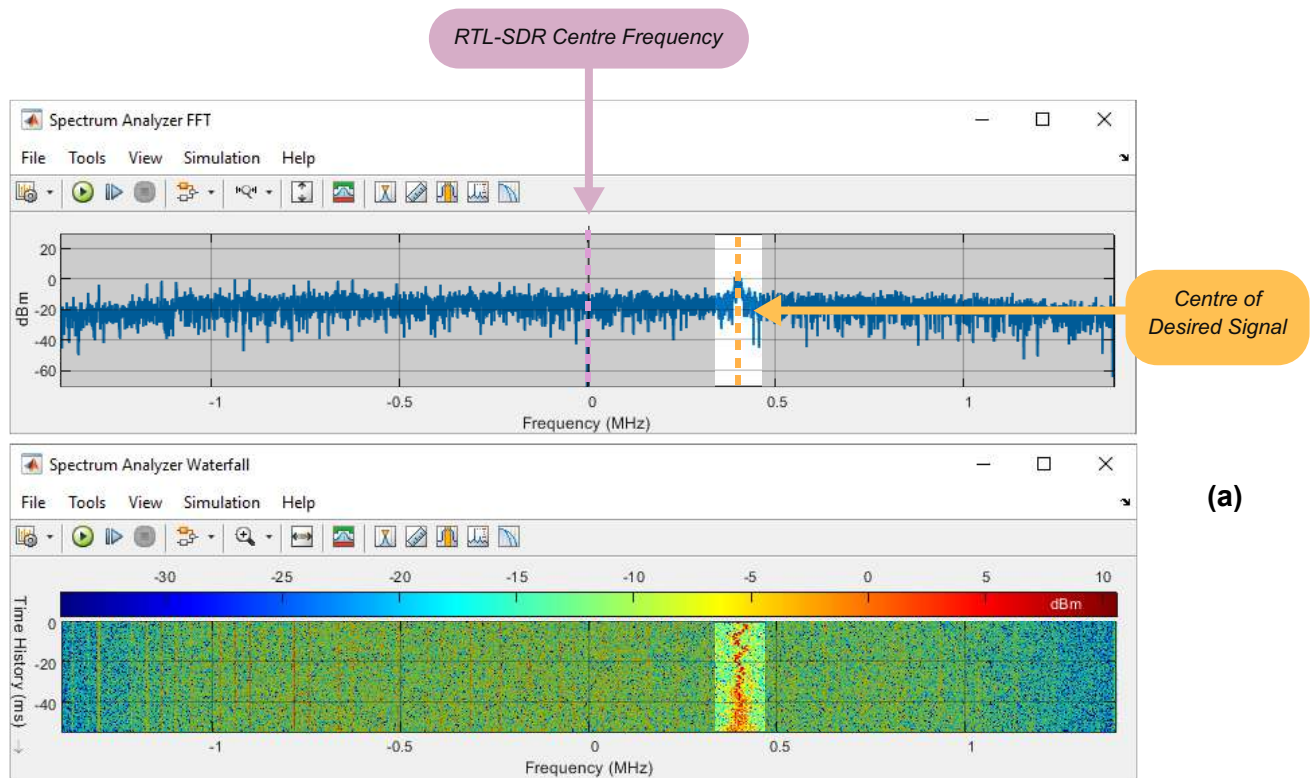 RTL-SDR Centre Frequency
Spectrum Analyzer FFT
File Tools View Simulation Help
20
0
-20
-40
-60
dBm
-1 -0.5 0 0.5 1
Frequency (MHz)
Centre of
Desired Signal
Spectrum Analyzer Waterfall
File Tools View Simulation Help
(a)
-30 -25 -20 -15 -10 -5 0 5 10
dBm
Time History (ms)
0
-20
-40
-1 -0.5 0 0.5 1
Frequency (MHz)